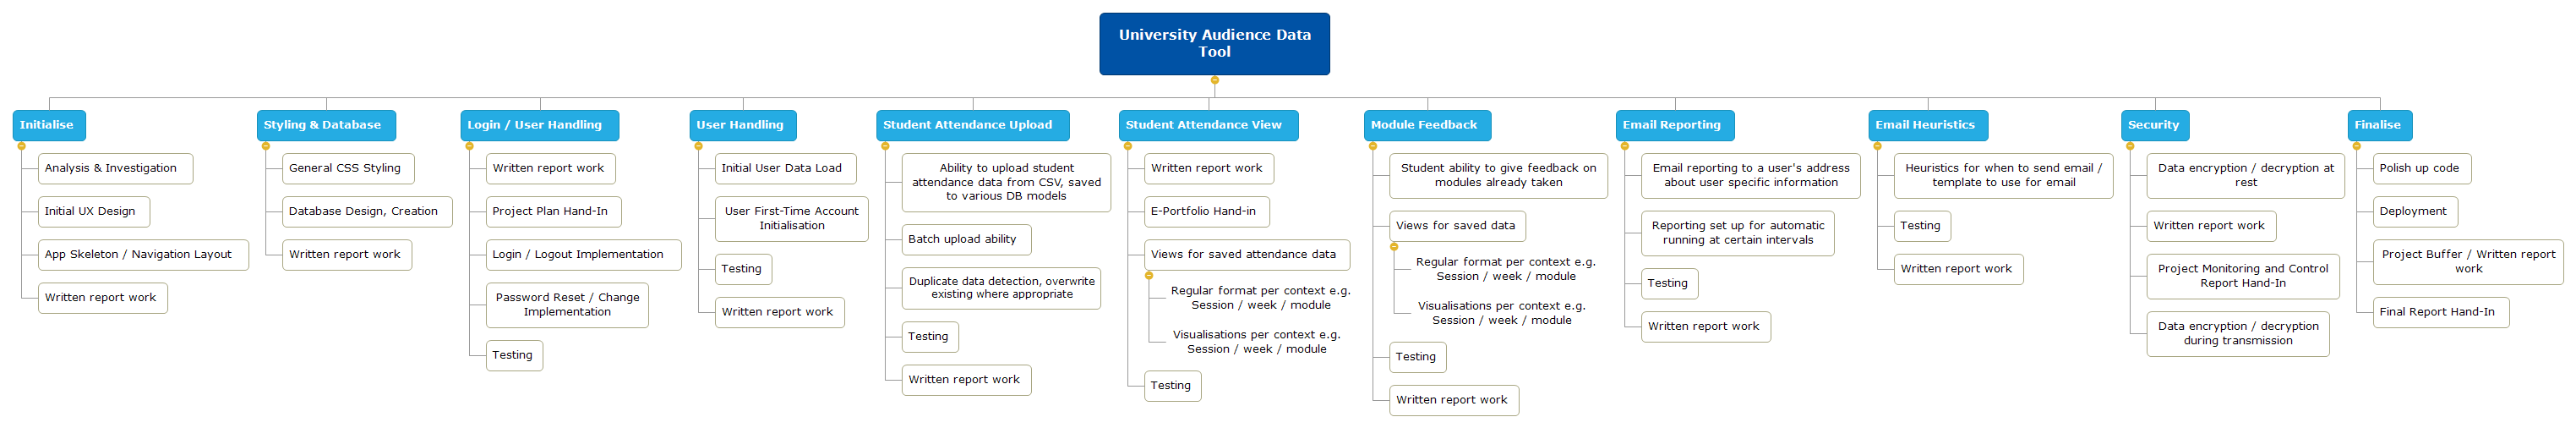 University Audience Data
Tool
Initialise
Analysis & Investigation
Initial UX Design
App Skeleton / Navigation Layout
Written report work
Styling & Database
General CSS Styling
Database Design, Creation
Written report work
Login / User Handling
Written report work
Project Plan Hand-In
Login / Logout Implementation
Password Reset / Change
Implementation
Testing
User Handling
Initial User Data Load
User First-Time Account
Initialisation
Testing
Written report work
Student Attendance Upload
Ability to upload student
attendance data from CSV, saved
to various DB models
Batch upload ability
Duplicate data detection, overwrite
existing where appropriate
Testing
Written report work
Student Attendance View
Written report work
E-Portfolio Hand-in
Views for saved attendance data
Regular format per context e.g.
Session / week / module
Visualisations per context e.g.
Session / week / module
Testing
Module Feedback
Student ability to give feedback on
modules already taken
Views for saved data
Regular format per context e.g.
Session / week / module
Visualisations per context e.g.
Session / week / module
Testing
Written report work
Email Reporting
Email reporting to a user's address
about user specific information
Reporting set up for automatic
running at certain intervals
Testing
Written report work
Email Heuristics
Heuristics for when to send email /
template to use for email
Testing
Written report work
Security
Data encryption / decryption at
rest
Written report work
Project Monitoring and Control
Report Hand-In
Data encryption / decryption
during transmission
Finalise
Polish up code
Deployment
Project Buffer / Written report
work
Final Report Hand-In